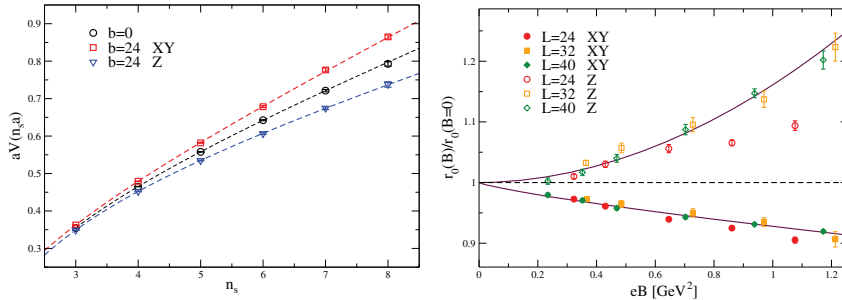 0.9
0.8
0.7
0.6
0.5
0.4
0.3
aV(n_s a)
b=0
b=24 XY
b=24 Z
3 4 5 6 7 8
n_s
1.2
1.1
1
0.9
r_0(B)/r_0(B=0)
L=24 XY
L=32 XY
L=40 XY
L=24 Z
L=32 Z
L=40 Z
0 0.2 0.4 0.6 0.8 1 1.2
eB [GeV²]